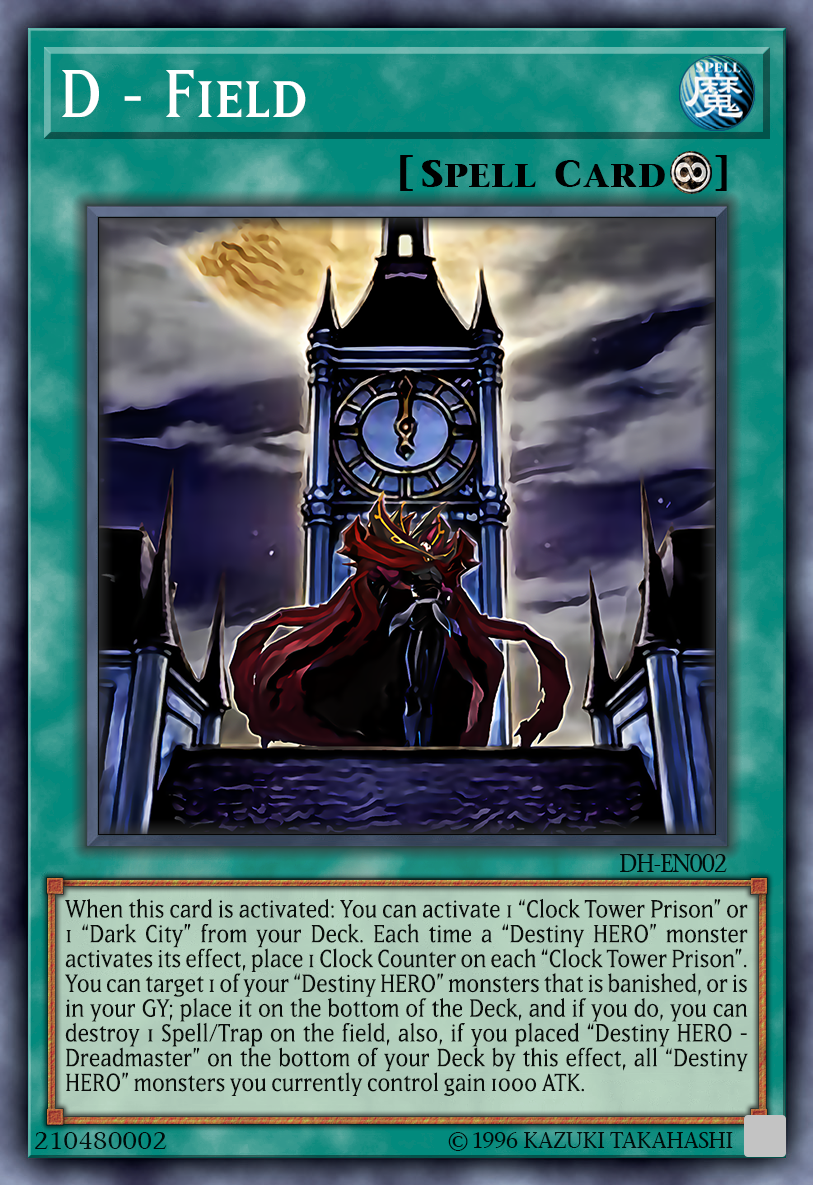 D - Field
SPELL
魔
[Spell Card]
DH-EN002
When this card is activated: You can activate 1 “Clock Tower Prison” or
1 “Dark City” from your Deck. Each time a “Destiny HERO” monster
activates its effect, place 1 Clock Counter on each “Clock Tower Prison”.
You can target 1 of your “Destiny HERO” monsters that is banished, or is
in your GY; place it on the bottom of the Deck, and if you do, you can
destroy 1 Spell/Trap on the field, also, if you placed “Destiny HERO -
Dreadmaster” on the bottom of your Deck by this effect, all “Destiny
HERO” monsters you currently control gain 1000 ATK.
210480002
© 1996 KAZUKI TAKAHASHI